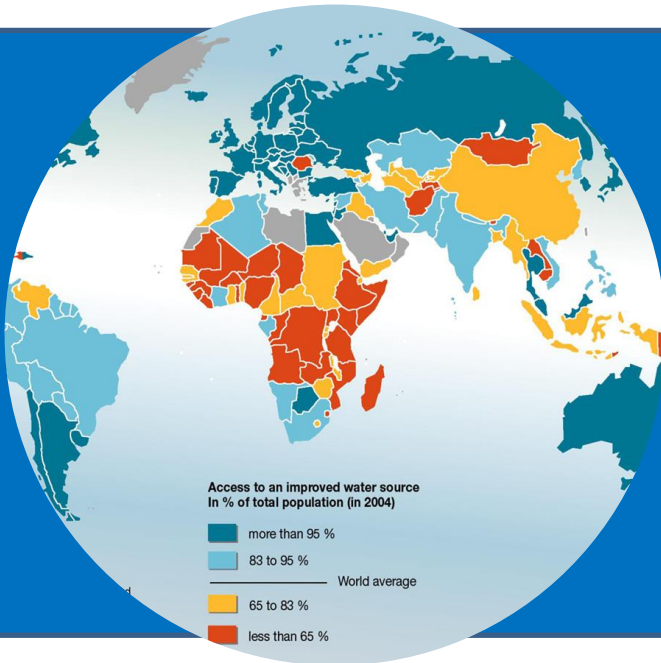 Access to an improved water source
In % of total population (in 2004)
more than 95 %
83 to 95 %
World average
65 to 83 %
less than 65 %